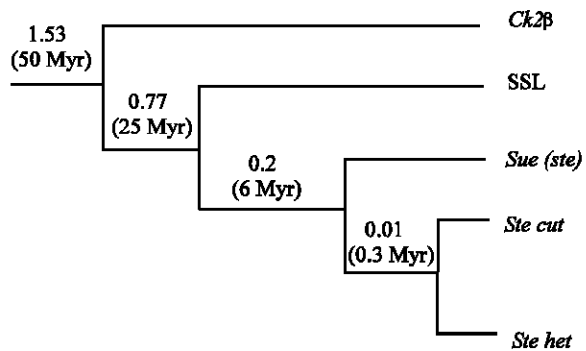 Ck2β
1.53
(50 Myr)
SSL
0.77
(25 Myr)
Sue (ste)
0.2
(6 Myr)
Ste cut
0.01
(0.3 Myr)
Ste het